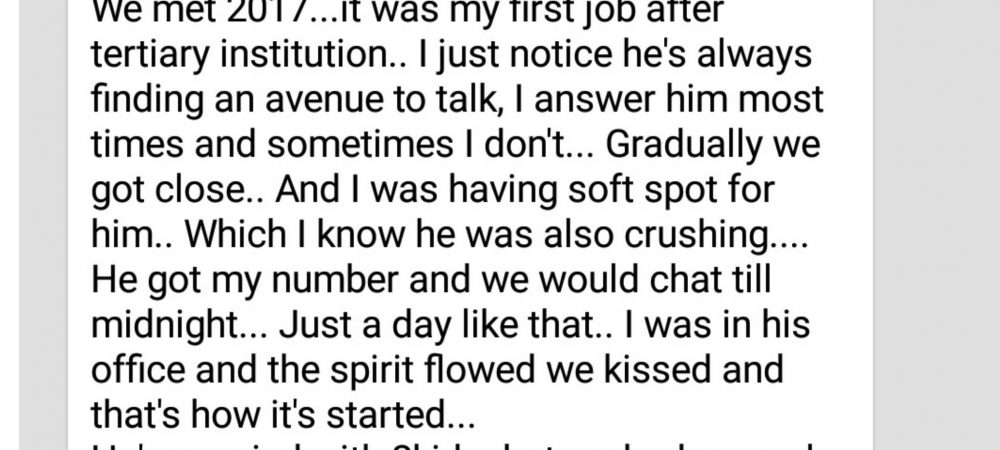 We met 2017...it was my first job after
tertiary institution.. I just notice he's always
finding an avenue to talk, I answer him most
times and sometimes I don't... Gradually we
got close.. And I was having soft spot for
him.. Which I know he was also crushing....
He got my number and we would chat till
midnight... Just a day like that.. I was in his
office and the spirit flowed we kissed and
that's how it's started...